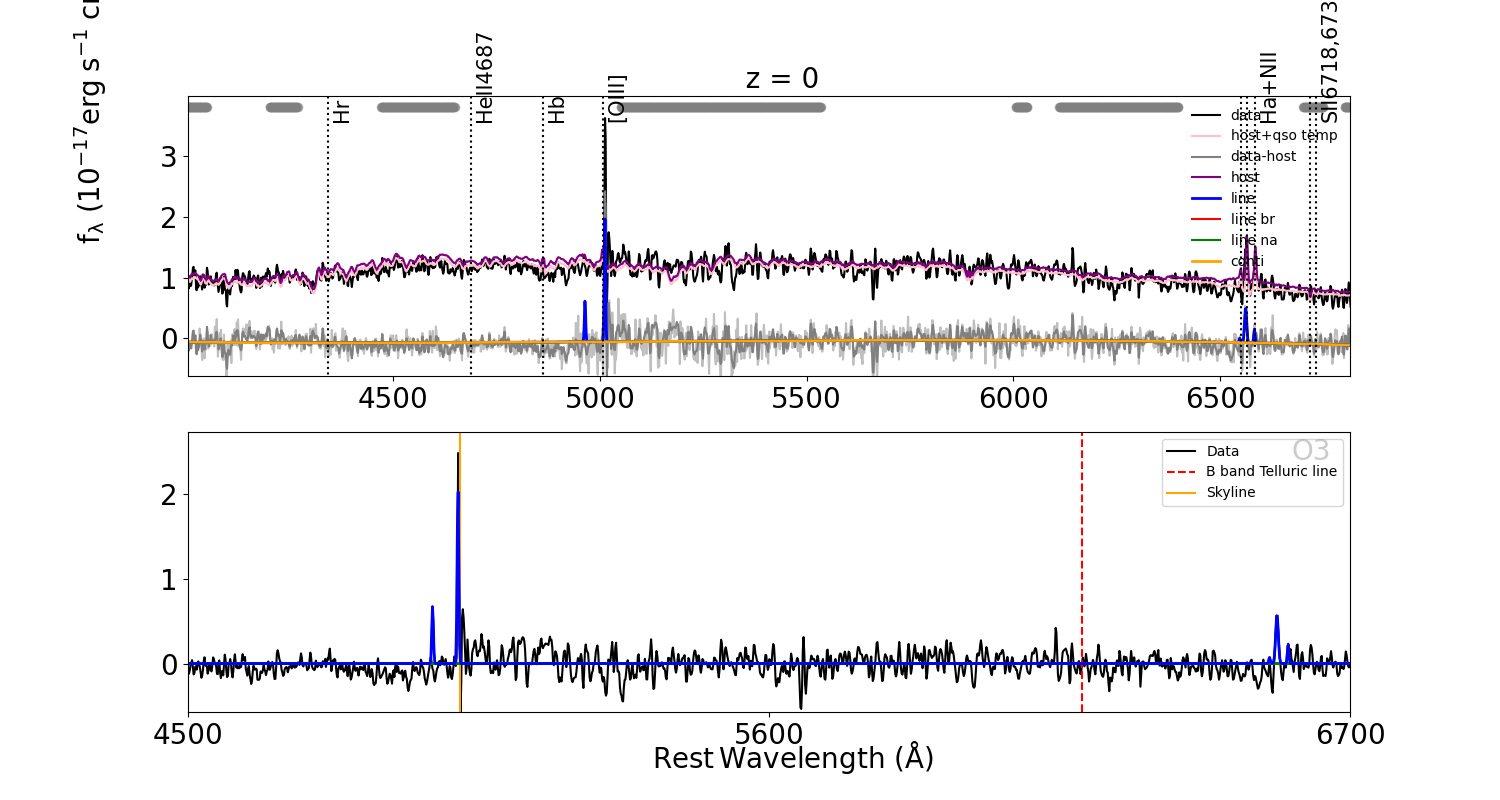 z = 0
f_λ (10^−17 erg s^−1 c
Hr
HeII4687
Hb
[OIII]
Ha+NII
SII6718,673
data
host+qso temp
data-host
host
line
line br
line na
conti
3
2
1
0
4500 5000 5500 6000 6500
O3
Data
B band Telluric line
Skyline
2
1
0
4500 5600 6700
Rest Wavelength (Å)